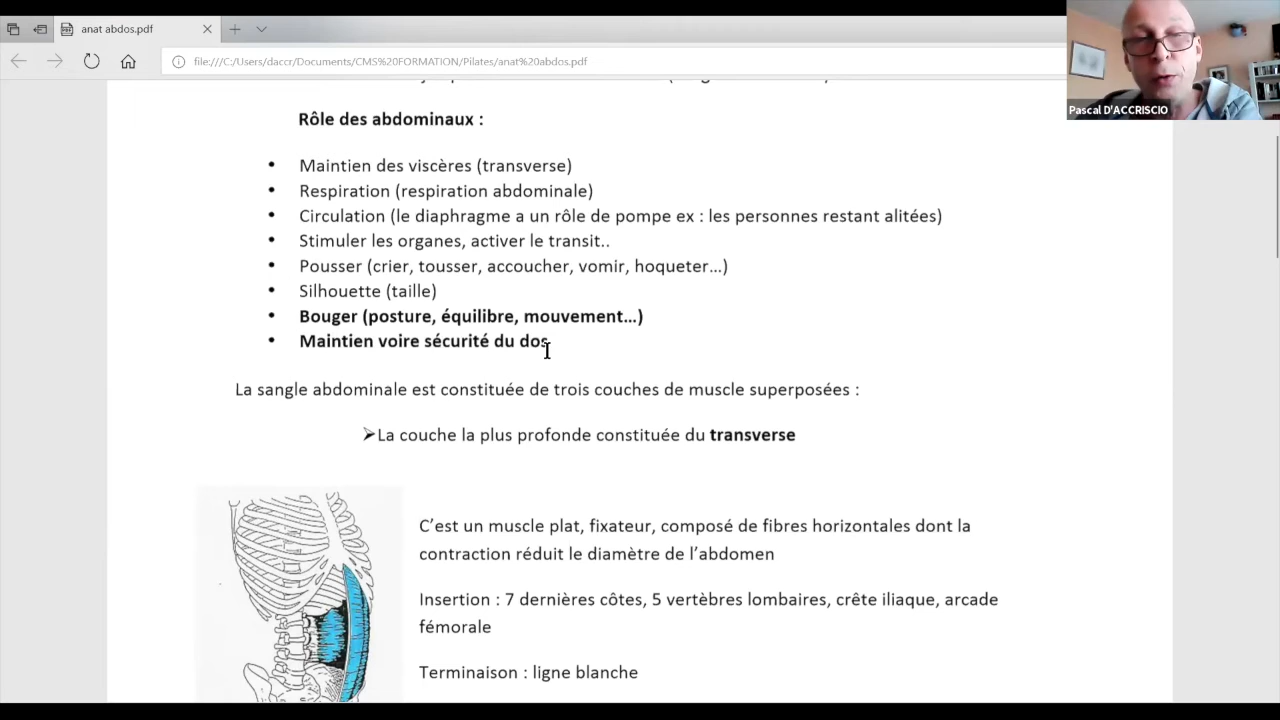 anat abdos.pdf
file:///C:/Users/daccr/Documents/CMS%20FORMATION/Pilates/anat%20abdos.pdf
Pascal D'ACCRISCIO
Rôle des abdominaux :
• Maintien des viscères (transverse)
• Respiration (respiration abdominale)
• Circulation (le diaphragme a un rôle de pompe ex : les personnes restant alitées)
• Stimuler les organes, activer le transit..
• Pousser (crier, tousser, accoucher, vomir, hoqueter…)
• Silhouette (taille)
• Bouger (posture, équilibre, mouvement…)
• Maintien voire sécurité du dos
La sangle abdominale est constituée de trois couches de muscle superposées :
➢La couche la plus profonde constituée du transverse
C’est un muscle plat, fixateur, composé de fibres horizontales dont la
contraction réduit le diamètre de l’abdomen
Insertion : 7 dernières côtes, 5 vertèbres lombaires, crête iliaque, arcade
fémorale
Terminaison : ligne blanche